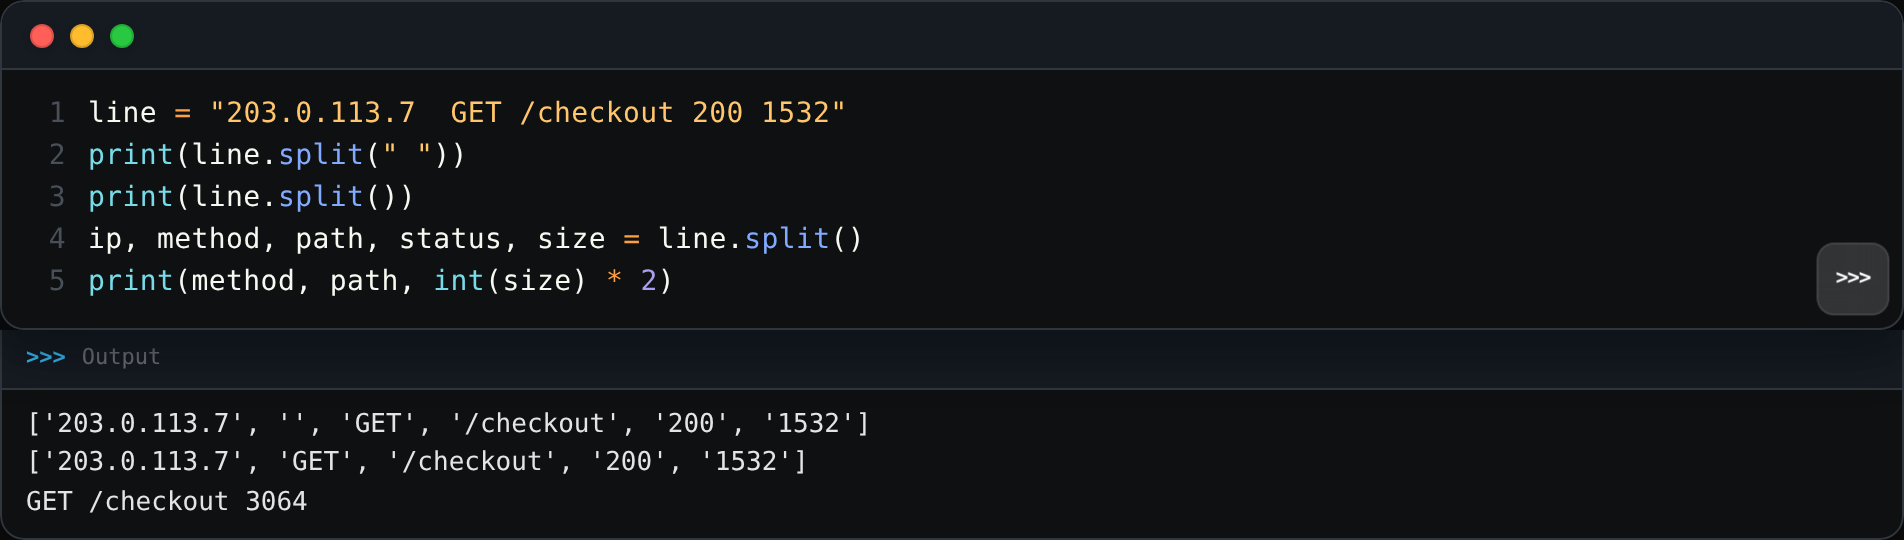 1 line = "203.0.113.7  GET /checkout 200 1532"
2 print(line.split(" "))
3 print(line.split())
4 ip, method, path, status, size = line.split()
5 print(method, path, int(size) * 2)
>>>
>>> Output
['203.0.113.7', '', 'GET', '/checkout', '200', '1532']
['203.0.113.7', 'GET', '/checkout', '200', '1532']
GET /checkout 3064